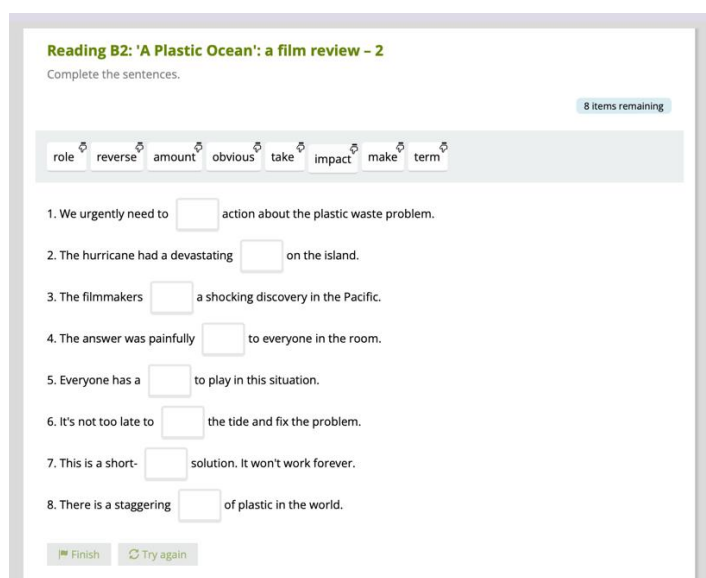 Reading B2: 'A Plastic Ocean': a film review – 2
Complete the sentences.
8 items remaining
role reverse amount obvious take impact make term
1. We urgently need to action about the plastic waste problem.
2. The hurricane had a devastating on the island.
3. The filmmakers a shocking discovery in the Pacific.
4. The answer was painfully to everyone in the room.
5. Everyone has a to play in this situation.
6. It's not too late to the tide and fix the problem.
7. This is a short- solution. It won't work forever.
8. There is a staggering of plastic in the world.
Finish Try again